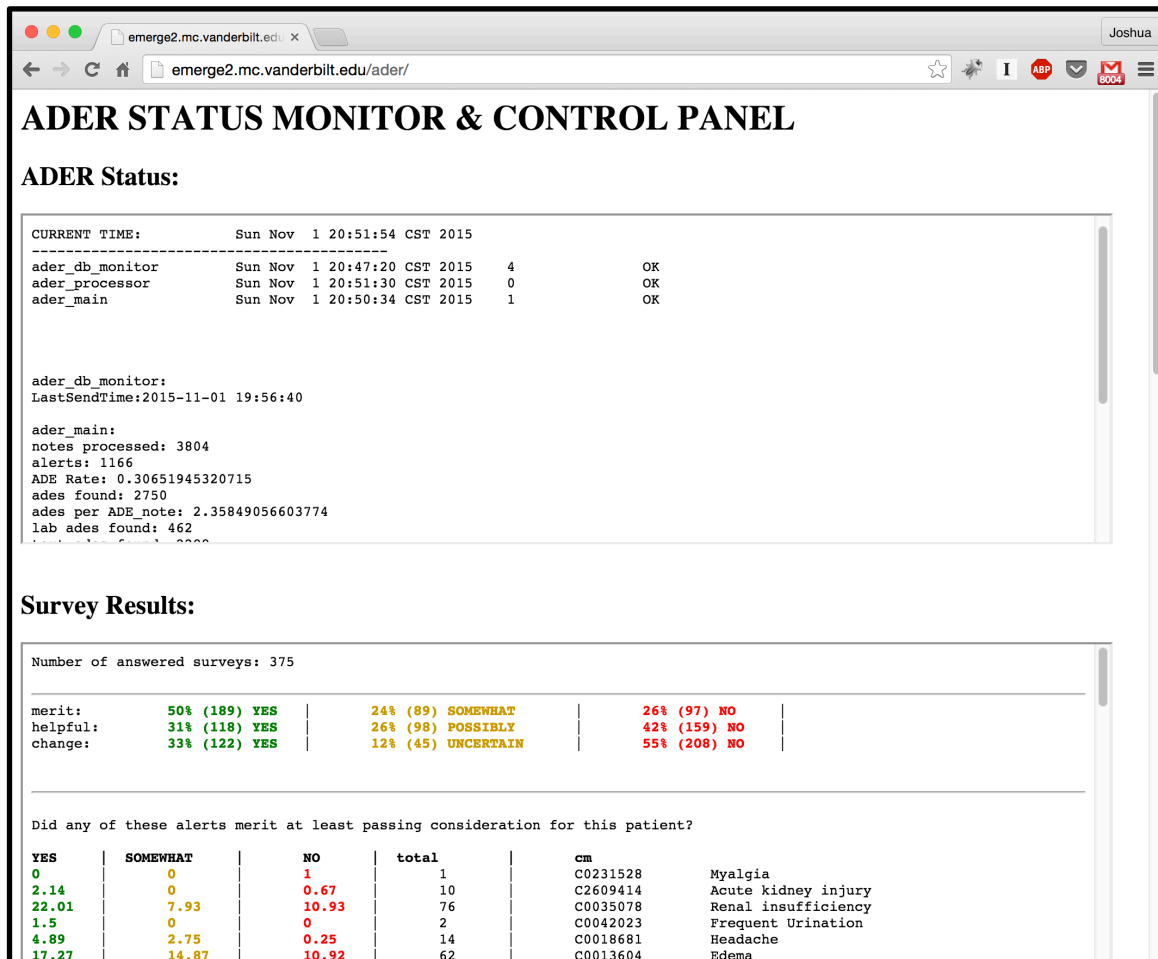 emerge2.mc.vanderbilt.edu ×
Joshua
emerge2.mc.vanderbilt.edu/ader/
I ABP 8004
ADER STATUS MONITOR & CONTROL PANEL
ADER Status:
CURRENT TIME: Sun Nov 1 20:51:54 CST 2015
------------------------------------------
ader_db_monitor Sun Nov 1 20:47:20 CST 2015 4 OK
ader_processor Sun Nov 1 20:51:30 CST 2015 0 OK
ader_main Sun Nov 1 20:50:34 CST 2015 1 OK
ader_db_monitor:
LastSendTime:2015-11-01 19:56:40
ader_main:
notes processed: 3804
alerts: 1166
ADE Rate: 0.30651945320715
ades found: 2750
ades per ADE_note: 2.35849056603774
lab ades found: 462
Survey Results:
Number of answered surveys: 375
merit: 50% (189) YES | 24% (89) SOMEWHAT | 26% (97) NO |
helpful: 31% (118) YES | 26% (98) POSSIBLY | 42% (159) NO |
change: 33% (122) YES | 12% (45) UNCERTAIN | 55% (208) NO |
Did any of these alerts merit at least passing consideration for this patient?
YES | SOMEWHAT | NO | total | cm
0 | 0 | 1 | 1 | C0231528 Myalgia
2.14 | 0 | 0.67 | 10 | C2609414 Acute kidney injury
22.01 | 7.93 | 10.93 | 76 | C0035078 Renal insufficiency
1.5 | 0 | 0 | 2 | C0042023 Frequent Urination
4.89 | 2.75 | 0.25 | 14 | C0018681 Headache
17.27 | 14.87 | 10.92 | 62 | C0013604 Edema